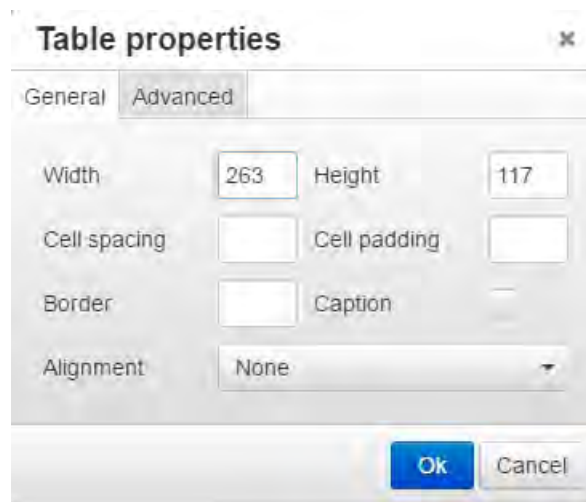 Table properties ×
General Advanced
Width 263 Height 117
Cell spacing Cell padding
Border Caption
Alignment None
Ok Cancel